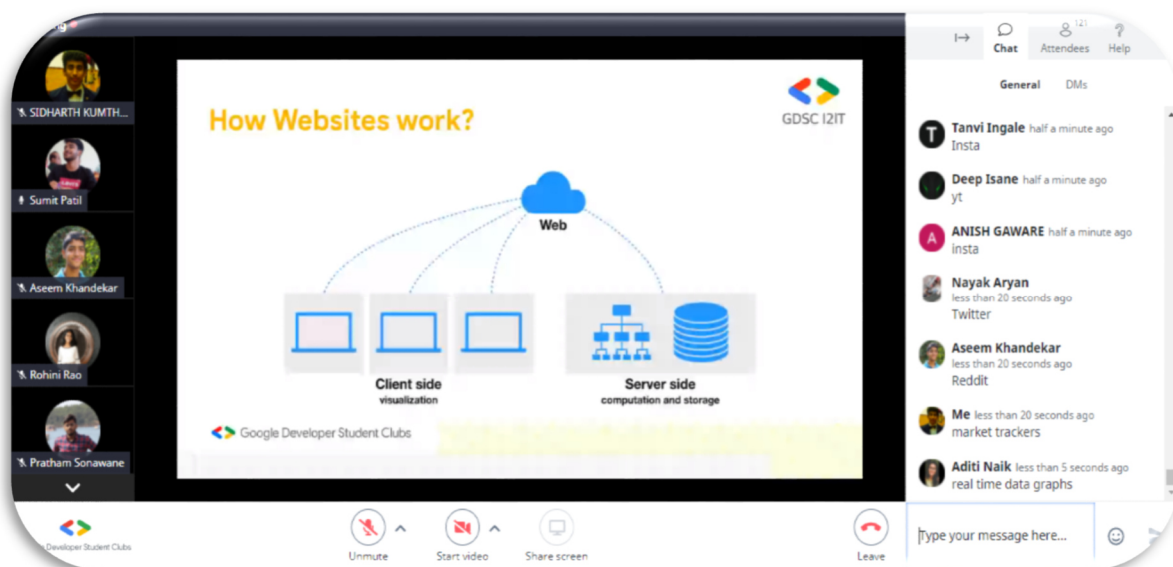 SIDHARTH KUMTH...
Sumit Patil
Aseem Khandekar
Rohini Rao
Pratham Sonawane
How Websites work?
GDSC I2IT
Web
Client side
visualization
Server side
computation and storage
Google Developer Student Clubs
Developer Student Clubs
Unmute
Start video
Share screen
Leave
121
Chat
Attendees
Help
General
DMs
T
Tanvi Ingale half a minute ago
Insta
Deep Isane half a minute ago
yt
A
ANISH GAWARE half a minute ago
insta
Nayak Aryan
less than 20 seconds ago
Twitter
Aseem Khandekar
less than 20 seconds ago
Reddit
Me less than 20 seconds ago
market trackers
Aditi Naik less than 5 seconds ago
real time data graphs
Type your message here...